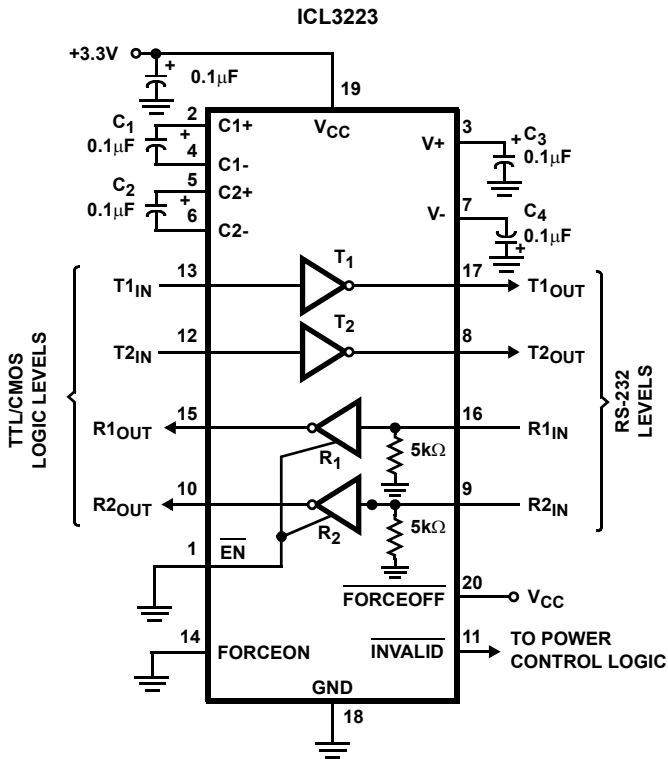 ICL3223
+3.3V
+
0.1μF
19
2
C1+
VCC
3
C1
0.1μF
+
V+
+
C3
0.1μF
4
C1-
5
C2+
C2
0.1μF
+
6
C2-
7
V-
C4
0.1μF
+
T1IN
13
T1
17
T1OUT
T2IN
12
T2
8
T2OUT
TTL/CMOS
LOGIC LEVELS
RS-232
LEVELS
R1OUT
15
R1
16
R1IN
5kΩ
R2OUT
10
R2
9
R2IN
5kΩ
1
EN
FORCEOFF
20
VCC
14
FORCEON
INVALID
11
TO POWER
CONTROL LOGIC
GND
18